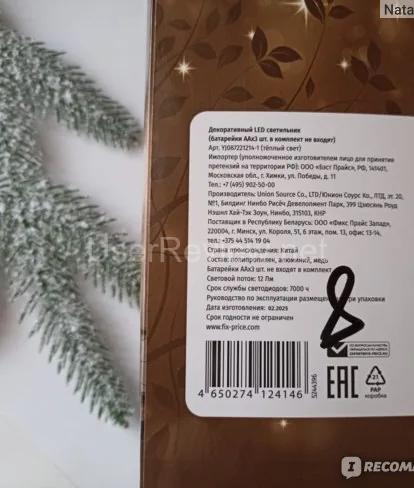 Nata
Декоративный LED светильник
(батарейки ААх3 шт. в комплект не входят)
Арт. YJ087221214-1 (тёплый свет)
Импортер (уполномоченное изготовителем лицо для принятия
претензий на территории РФ): ООО «Бэст Прайс», РФ, 141401,
Московская обл., г. Химки, ул. Победы, д. 11
Тел.: +7 (495) 902-50-00
Производитель: Union Source Co., LTD/Юнион Соурс Ко., ЛТД, эт. 20,
№1, Билдинг Нинбо Рисёч Девелопмент Парк, 399 Цзюсянь Роуд
Нэшнл Хай-Тэк Зоун, Нинбо, 315103, КНР
Поставщик в Республику Беларусь: ООО «Фикс Прайс Запад»,
220004, г. Минск, ул. Короля, 51, 6 этаж, пом. 13, офис 13-14,
тел.: +375 44 514 19 04
Страна происхождения: Китай
Состав: полипропилен, алюминий, медь
Батарейки ААх3 шт. не входят в комплект
Световой поток: 12 Лм
Срок службы светодиодов: 7000 ч
Руководство по эксплуатации размещено внутри упаковки
Дата изготовления: 02.2025
Срок годности не ограничен
www.fix-price.com
8
4 650274 124146
5244396
EAC
21
PAP
коробка
IRECOM